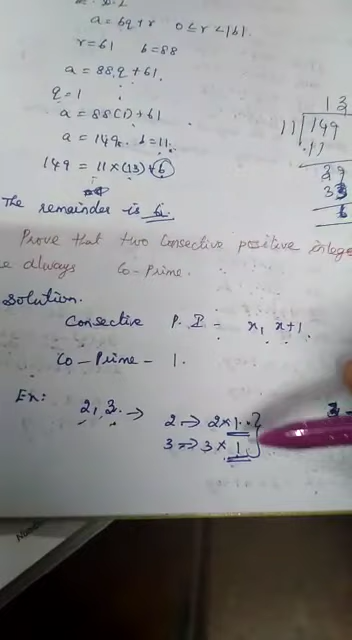 a = bq + r 0 ≤ r < |b|.
r = 61 b = 88
a = 88.q + 61.
q = 1
a = 88(1) + 61
a = 149. b = 11.
149 = 11 × (13) + 6
13
11 149
11
39
33
6
The remainder is 6.
Prove that two Consective positive intege
always Co-Prime.
Solution.
Consective P. I - x, x+1.
Co-Prime - 1.
Ex:
2, 3. → 2 ⇒ 2 × 1
3 ⇒ 3 × 1